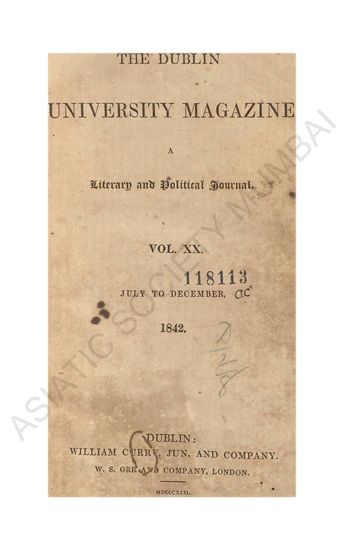 THE DUBLIN
UNIVERSITY MAGAZINE
A
Literary and Political Journal.
VOL. XX.
118113
JULY TO DECEMBER,
1842.
DUBLIN:
WILLIAM CURRY, JUN, AND COMPANY.
W. S. ORR AND COMPANY, LONDON.
MDCCCXLII.
ASIATIC SOCIETY MUMBAI